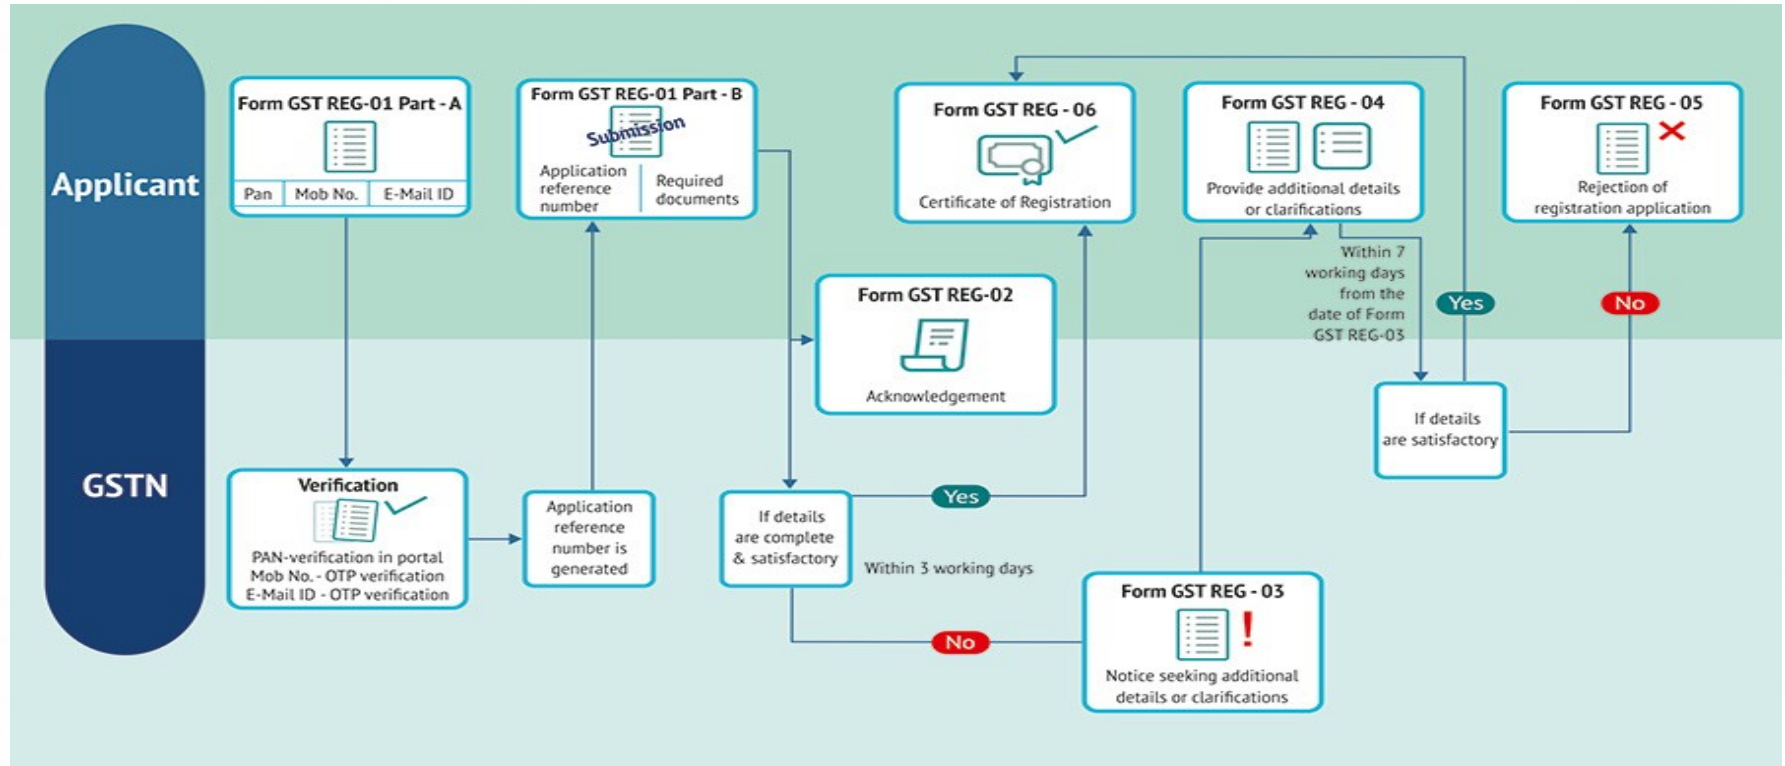 Applicant
GSTN
Form GST REG-01 Part - A
Pan
Mob No.
E-Mail ID
Verification
PAN-verification in portal
Mob No. - OTP verification
E-Mail ID - OTP verification
Application
reference
number is
generated
Form GST REG-01 Part - B
Submission
Application
reference
number
Required
documents
Form GST REG-02
Acknowledgement
If details
are complete
& satisfactory
Within 3 working days
Yes
No
Form GST REG - 06
Certificate of Registration
Form GST REG - 03
!
Notice seeking additional
details or clarifications
Form GST REG - 04
Provide additional details
or clarifications
Within 7
working days
from the
date of Form
GST REG-03
If details
are satisfactory
Yes
No
Form GST REG - 05
Rejection of
registration application